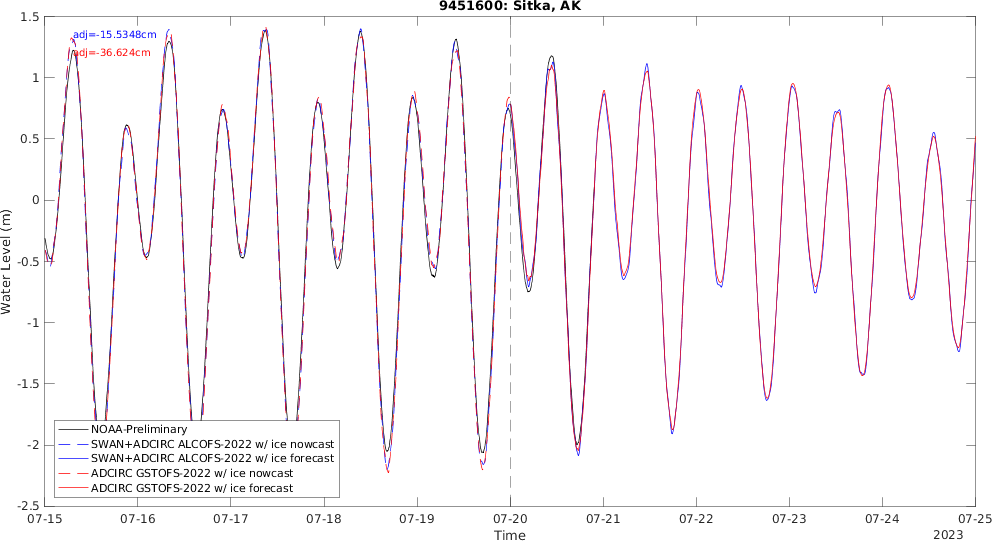 9451600: Sitka, AK
adj=-15.5348cm
adj=-36.624cm
1.5
1
0.5
0
-0.5
-1
-1.5
-2
-2.5
Water Level (m)
NOAA-Preliminary
SWAN+ADCIRC ALCOFS-2022 w/ ice nowcast
SWAN+ADCIRC ALCOFS-2022 w/ ice forecast
ADCIRC GSTOFS-2022 w/ ice nowcast
ADCIRC GSTOFS-2022 w/ ice forecast
07-15 07-16 07-17 07-18 07-19 07-20 07-21 07-22 07-23 07-24 07-25
Time
2023